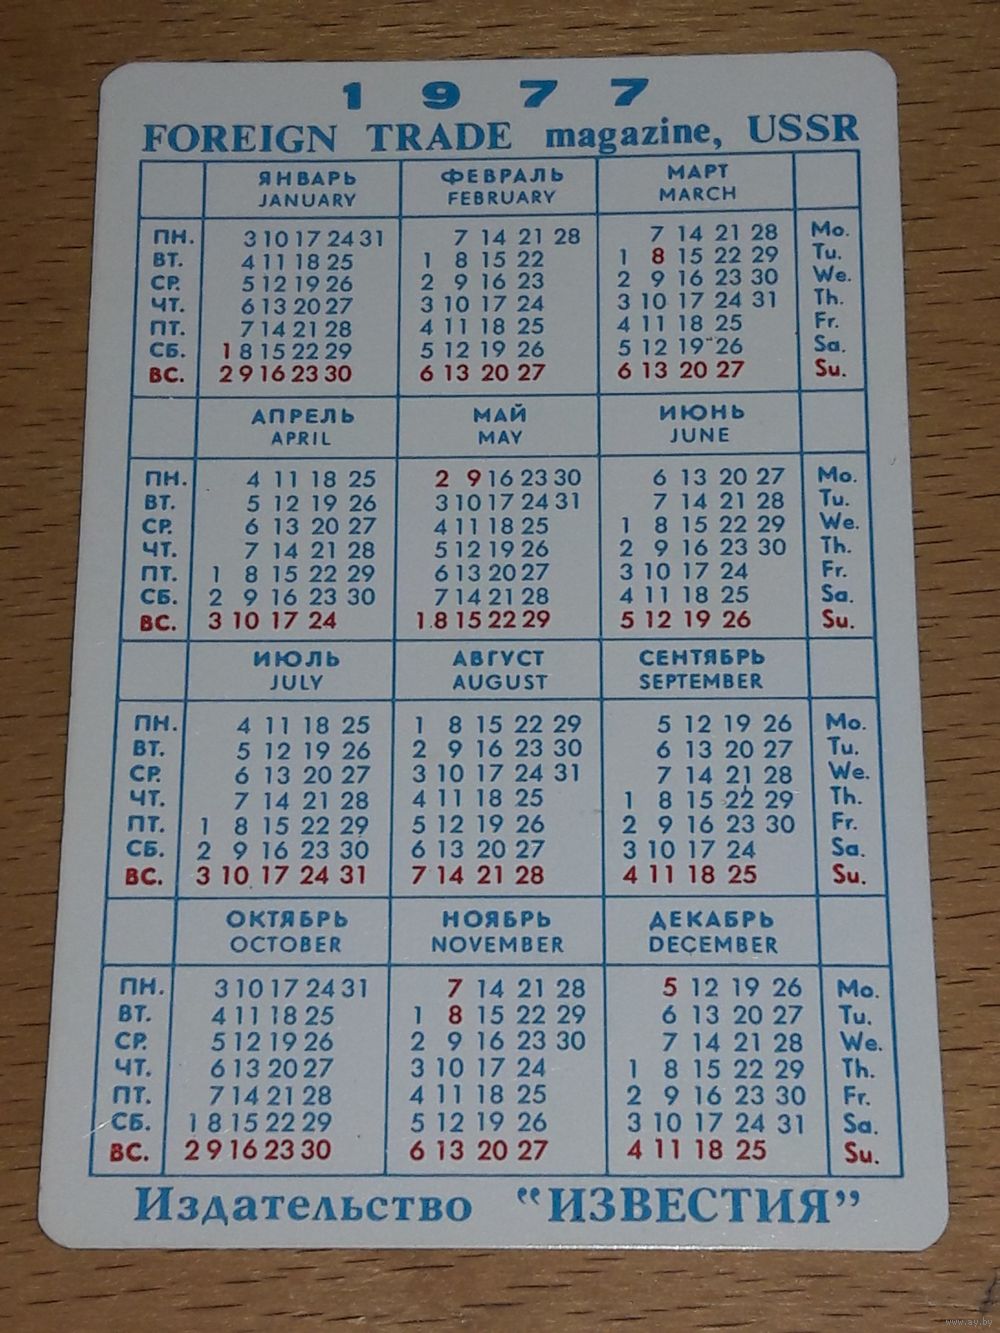 1 9 7 7
FOREIGN TRADE magazine, USSR
ЯНВАРЬ ФЕВРАЛЬ МАРТ
JANUARY FEBRUARY MARCH
ПН. 3 10 17 24 31 7 14 21 28 7 14 21 28 Mo.
ВТ. 4 11 18 25 1 8 15 22 1 8 15 22 29 Tu.
СР. 5 12 19 26 2 9 16 23 2 9 16 23 30 We.
ЧТ. 6 13 20 27 3 10 17 24 3 10 17 24 31 Th.
ПТ. 7 14 21 28 4 11 18 25 4 11 18 25 Fr.
СБ. 1 8 15 22 29 5 12 19 26 5 12 19 26 Sa.
ВС. 2 9 16 23 30 6 13 20 27 6 13 20 27 Su.
АПРЕЛЬ МАЙ ИЮНЬ
APRIL MAY JUNE
ПН. 4 11 18 25 2 9 16 23 30 6 13 20 27 Mo.
ВТ. 5 12 19 26 3 10 17 24 31 7 14 21 28 Tu.
СР. 6 13 20 27 4 11 18 25 1 8 15 22 29 We.
ЧТ. 7 14 21 28 5 12 19 26 2 9 16 23 30 Th.
ПТ. 1 8 15 22 29 6 13 20 27 3 10 17 24 Fr.
СБ. 2 9 16 23 30 7 14 21 28 4 11 18 25 Sa.
ВС. 3 10 17 24 1 8 15 22 29 5 12 19 26 Su.
ИЮЛЬ АВГУСТ СЕНТЯБРЬ
JULY AUGUST SEPTEMBER
ПН. 4 11 18 25 1 8 15 22 29 5 12 19 26 Mo.
ВТ. 5 12 19 26 2 9 16 23 30 6 13 20 27 Tu.
СР. 6 13 20 27 3 10 17 24 31 7 14 21 28 We.
ЧТ. 7 14 21 28 4 11 18 25 1 8 15 22 29 Th.
ПТ. 1 8 15 22 29 5 12 19 26 2 9 16 23 30 Fr.
СБ. 2 9 16 23 30 6 13 20 27 3 10 17 24 Sa.
ВС. 3 10 17 24 31 7 14 21 28 4 11 18 25 Su.
ОКТЯБРЬ НОЯБРЬ ДЕКАБРЬ
OCTOBER NOVEMBER DECEMBER
ПН. 3 10 17 24 31 7 14 21 28 5 12 19 26 Mo.
ВТ. 4 11 18 25 1 8 15 22 29 6 13 20 27 Tu.
СР. 5 12 19 26 2 9 16 23 30 7 14 21 28 We.
ЧТ. 6 13 20 27 3 10 17 24 1 8 15 22 29 Th.
ПТ. 7 14 21 28 4 11 18 25 2 9 16 23 30 Fr.
СБ. 1 8 15 22 29 5 12 19 26 3 10 17 24 31 Sa.
ВС. 2 9 16 23 30 6 13 20 27 4 11 18 25 Su.
Издательство "ИЗВЕСТИЯ"
www.ay.by